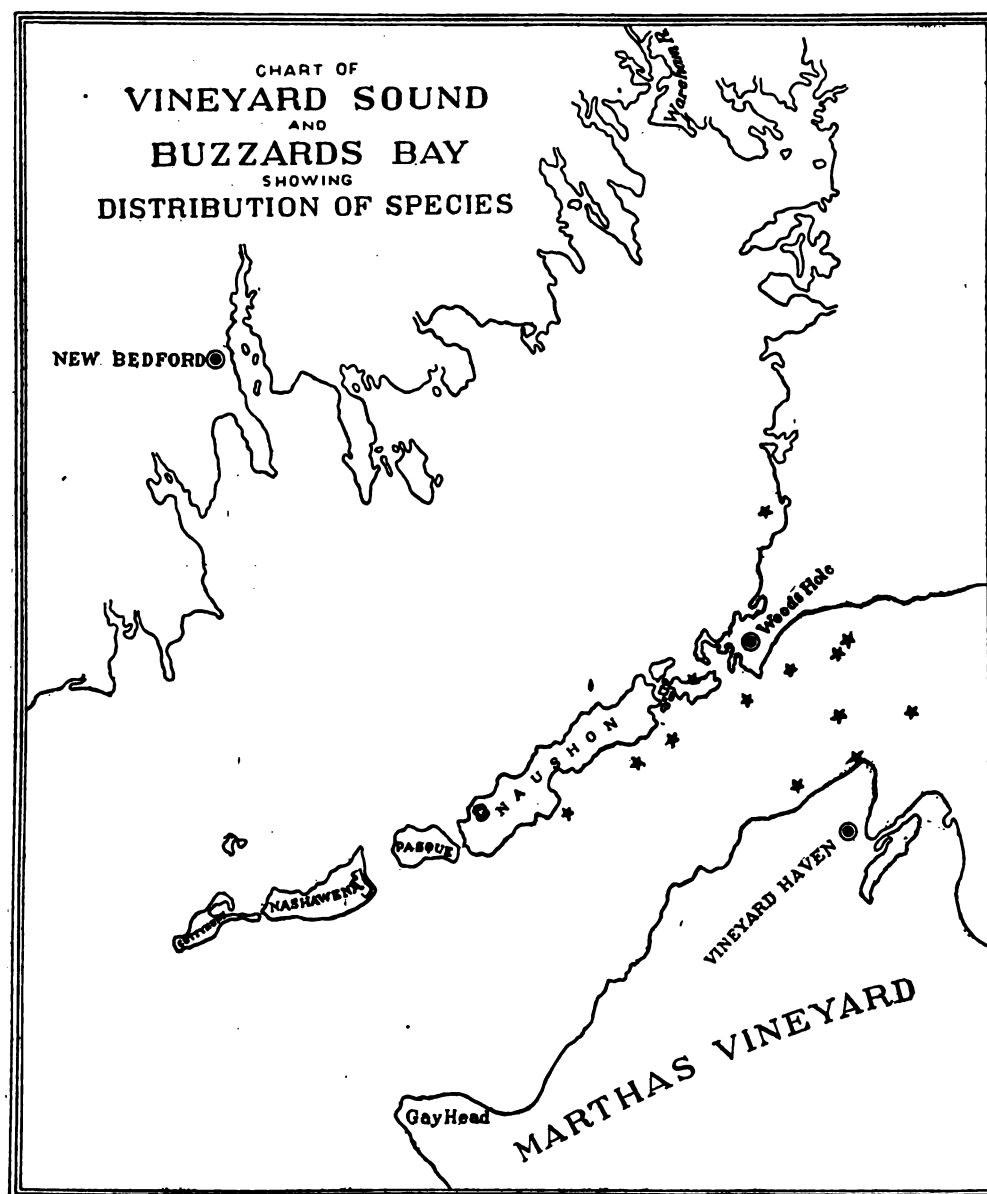 CHART OF
VINEYARD SOUND
AND
BUZZARDS BAY
SHOWING
DISTRIBUTION OF SPECIES
Wareham R
NEW BEDFORD
Woods Hole
NAUSHON
PASQUE
NASHAWENA
VINEYARD HAVEN
MARTHAS VINEYARD
Gay Head